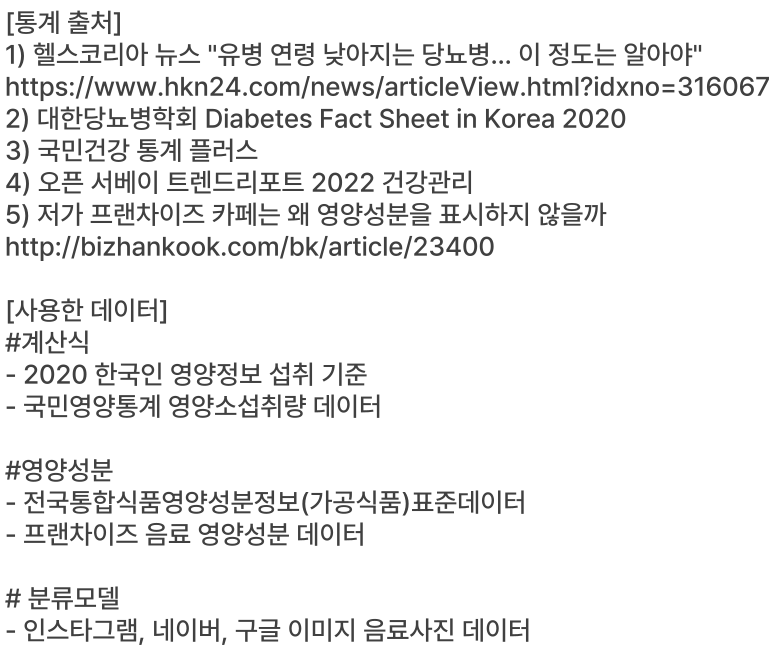 [통계 출처]
1) 헬스코리아 뉴스 "유병 연령 낮아지는 당뇨병... 이 정도는 알아야"
https://www.hkn24.com/news/articleView.html?idxno=316067
2) 대한당뇨병학회 Diabetes Fact Sheet in Korea 2020
3) 국민건강 통계 플러스
4) 오픈 서베이 트렌드리포트 2022 건강관리
5) 저가 프랜차이즈 카페는 왜 영양성분을 표시하지 않을까
http://bizhankook.com/bk/article/23400
[사용한 데이터]
#계산식
- 2020 한국인 영양정보 섭취 기준
- 국민영양통계 영양소섭취량 데이터
#영양성분
- 전국통합식품영양성분정보(가공식품)표준데이터
- 프랜차이즈 음료 영양성분 데이터
# 분류모델
- 인스타그램, 네이버, 구글 이미지 음료사진 데이터